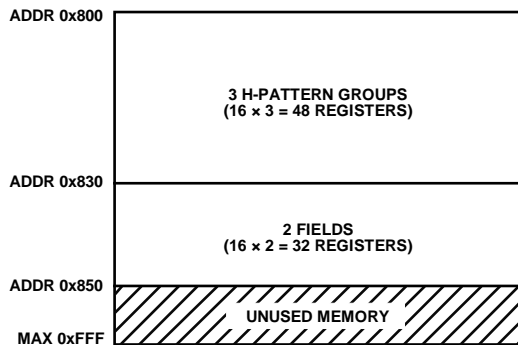 ADDR 0x800
3 H-PATTERN GROUPS
(16 × 3 = 48 REGISTERS)
ADDR 0x830
2 FIELDS
(16 × 2 = 32 REGISTERS)
ADDR 0x850
UNUSED MEMORY
MAX 0xFFF